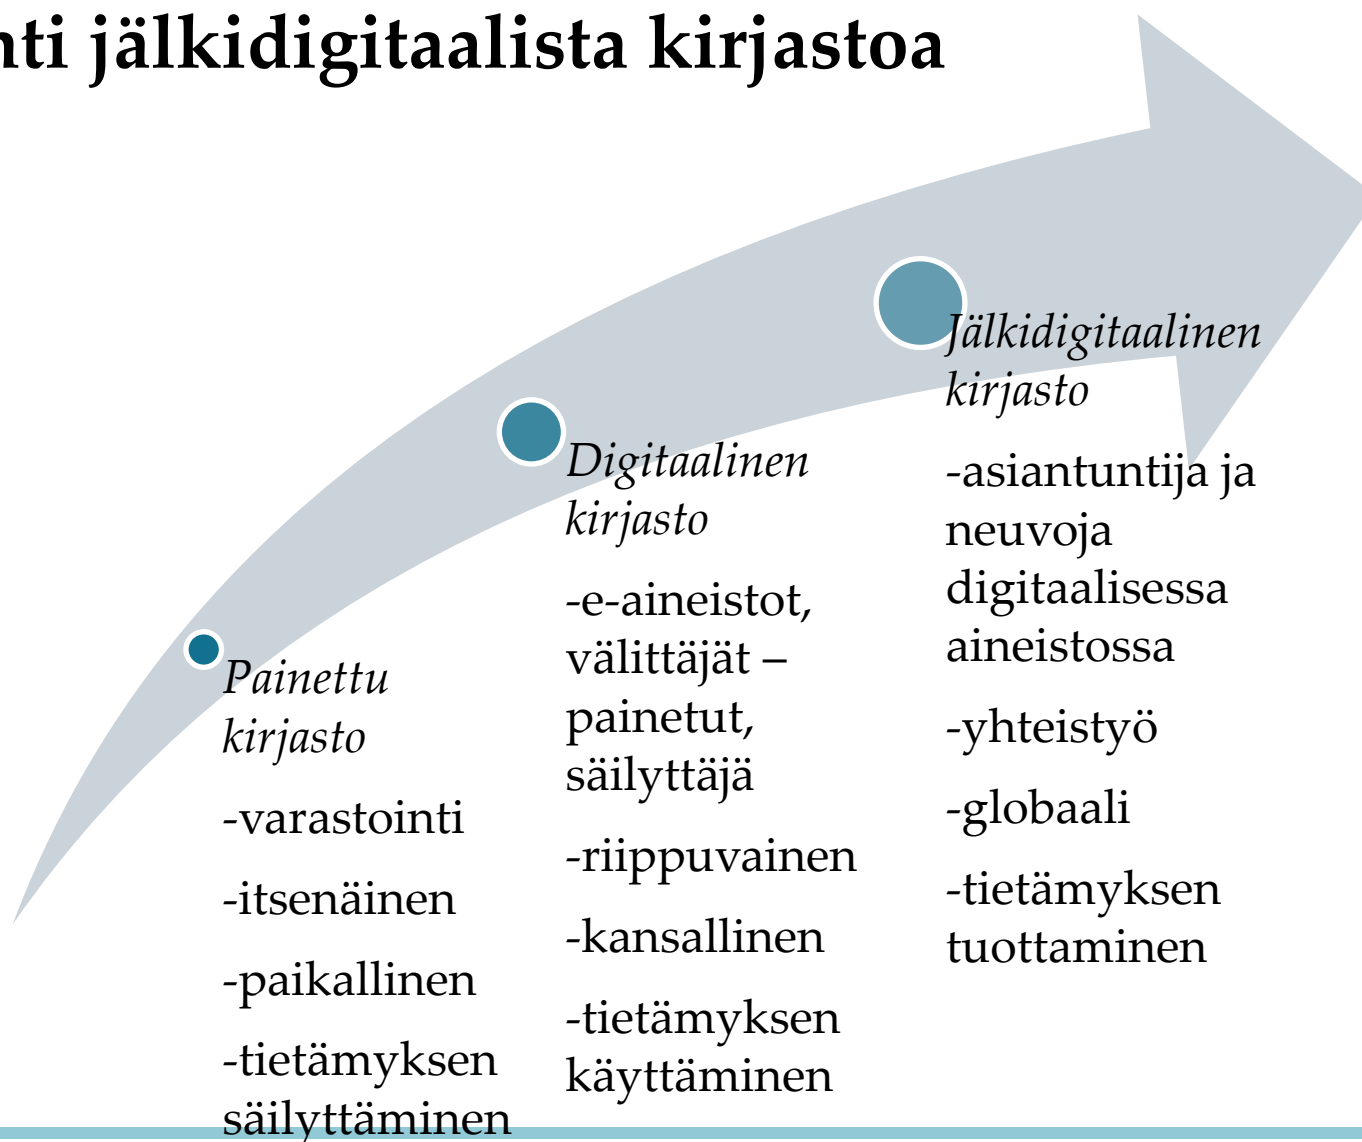 nti jälkidigitaalista kirjastoa
Painettu
kirjasto
-varastointi
-itsenäinen
-paikallinen
-tietämyksen
säilyttäminen
Digitaalinen
kirjasto
-e-aineistot,
välittäjät –
painetut,
säilyttäjä
-riippuvainen
-kansallinen
-tietämyksen
käyttäminen
Jälkidigitaalinen
kirjasto
-asiantuntija ja
neuvoja
digitaalisessa
aineistossa
-yhteistyö
-globaali
-tietämyksen
tuottaminen